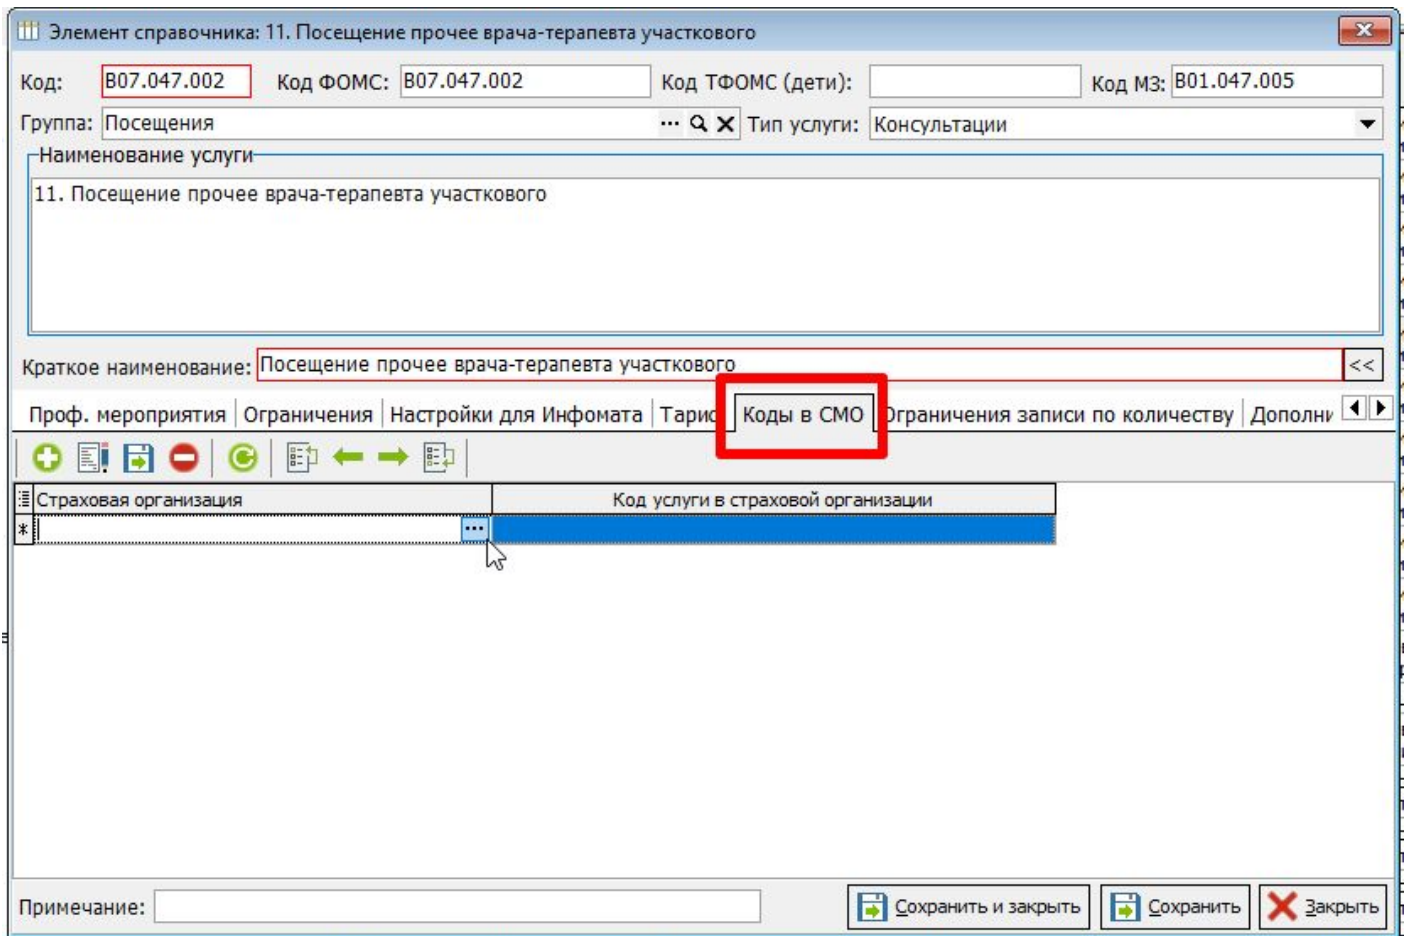 Элемент справочника: 11. Посещение прочее врача-терапевта участкового
Код: B07.047.002 Код ФОМС: B07.047.002 Код ТФОМС (дети): Код МЗ: B01.047.005
Группа: Посещения Тип услуги: Консультации
Наименование услуги
11. Посещение прочее врача-терапевта участкового
Краткое наименование: Посещение прочее врача-терапевта участкового <<
Проф. мероприятия Ограничения Настройки для Инфомата Тариф Коды в СМО Ограничения записи по количеству Дополни
Страховая организация Код услуги в страховой организации
*
Примечание: Сохранить и закрыть Сохранить Закрыть